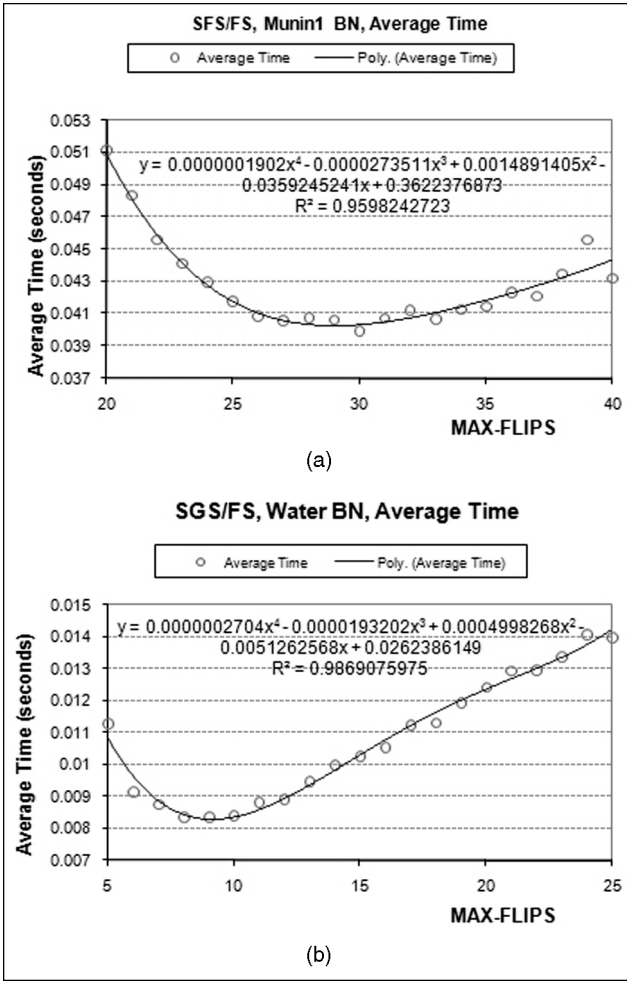 SFS/FS, Munin1 BN, Average Time
Average Time
Poly. (Average Time)
0.053
0.051
0.049
0.047
0.045
0.043
0.041
0.039
0.037
Average Time (seconds)
y = 0.0000001902x⁴ - 0.0000273511x³ + 0.0014891405x² -
0.0359245241x + 0.3622376873
R² = 0.9598242723
20 25 30 35 40
MAX-FLIPS
(a)
SGS/FS, Water BN, Average Time
Average Time
Poly. (Average Time)
0.015
0.014
0.013
0.012
0.011
0.01
0.009
0.008
0.007
Average Time (seconds)
y = 0.0000002704x⁴ - 0.0000193202x³ + 0.0004998268x² -
0.0051262568x + 0.0262386149
R² = 0.9869075975
5 10 15 20 25
MAX-FLIPS
(b)